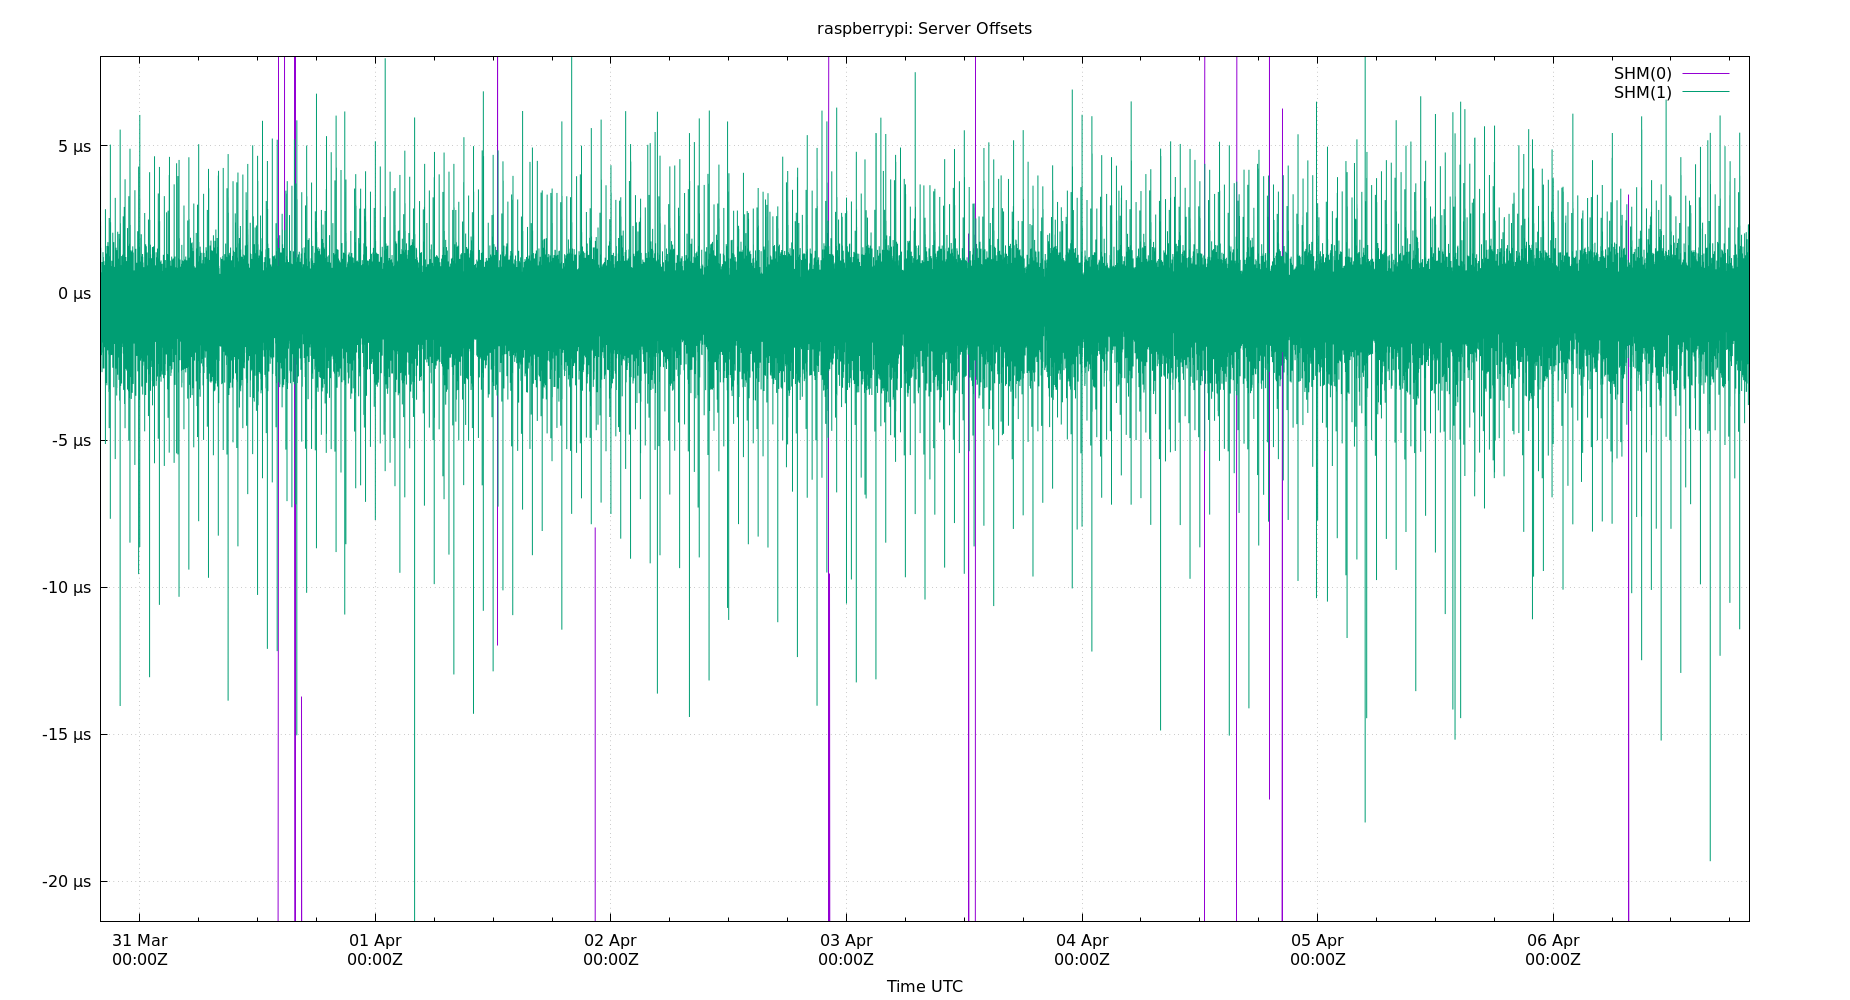 raspberrypi: Server Offsets
SHM(0)
SHM(1)
5 µs
0 µs
-5 µs
-10 µs
-15 µs
-20 µs
31 Mar 01 Apr 02 Apr 03 Apr 04 Apr 05 Apr 06 Apr
00:00Z 00:00Z 00:00Z 00:00Z 00:00Z 00:00Z 00:00Z
Time UTC